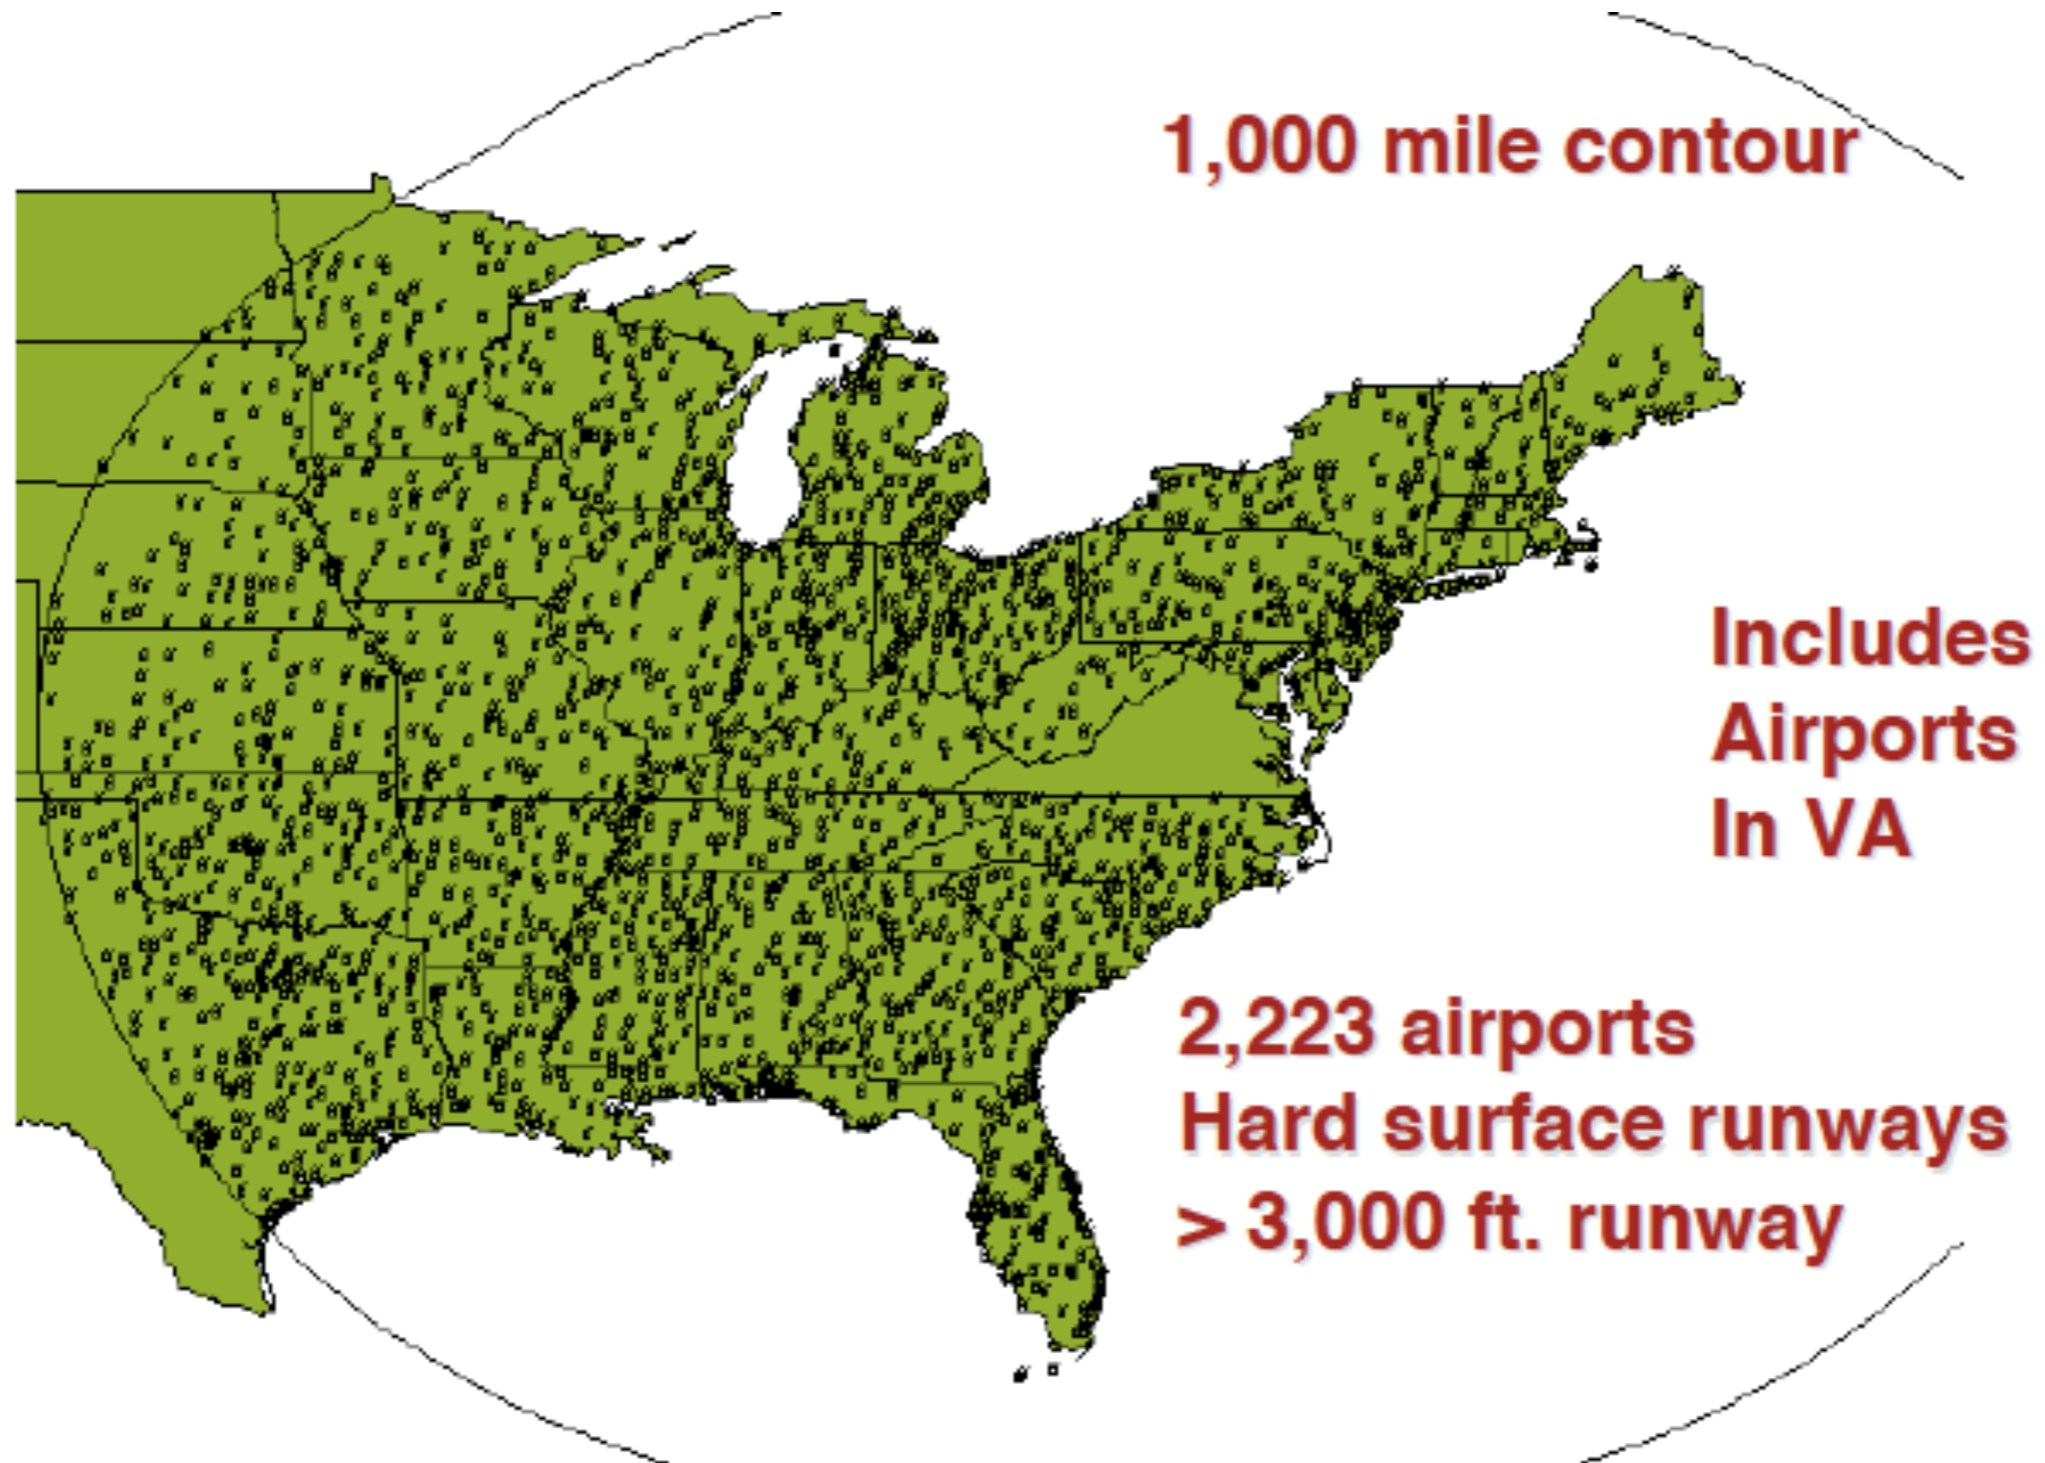 1,000 mile contour
Includes
Airports
In VA
2,223 airports
Hard surface runways
> 3,000 ft. runway